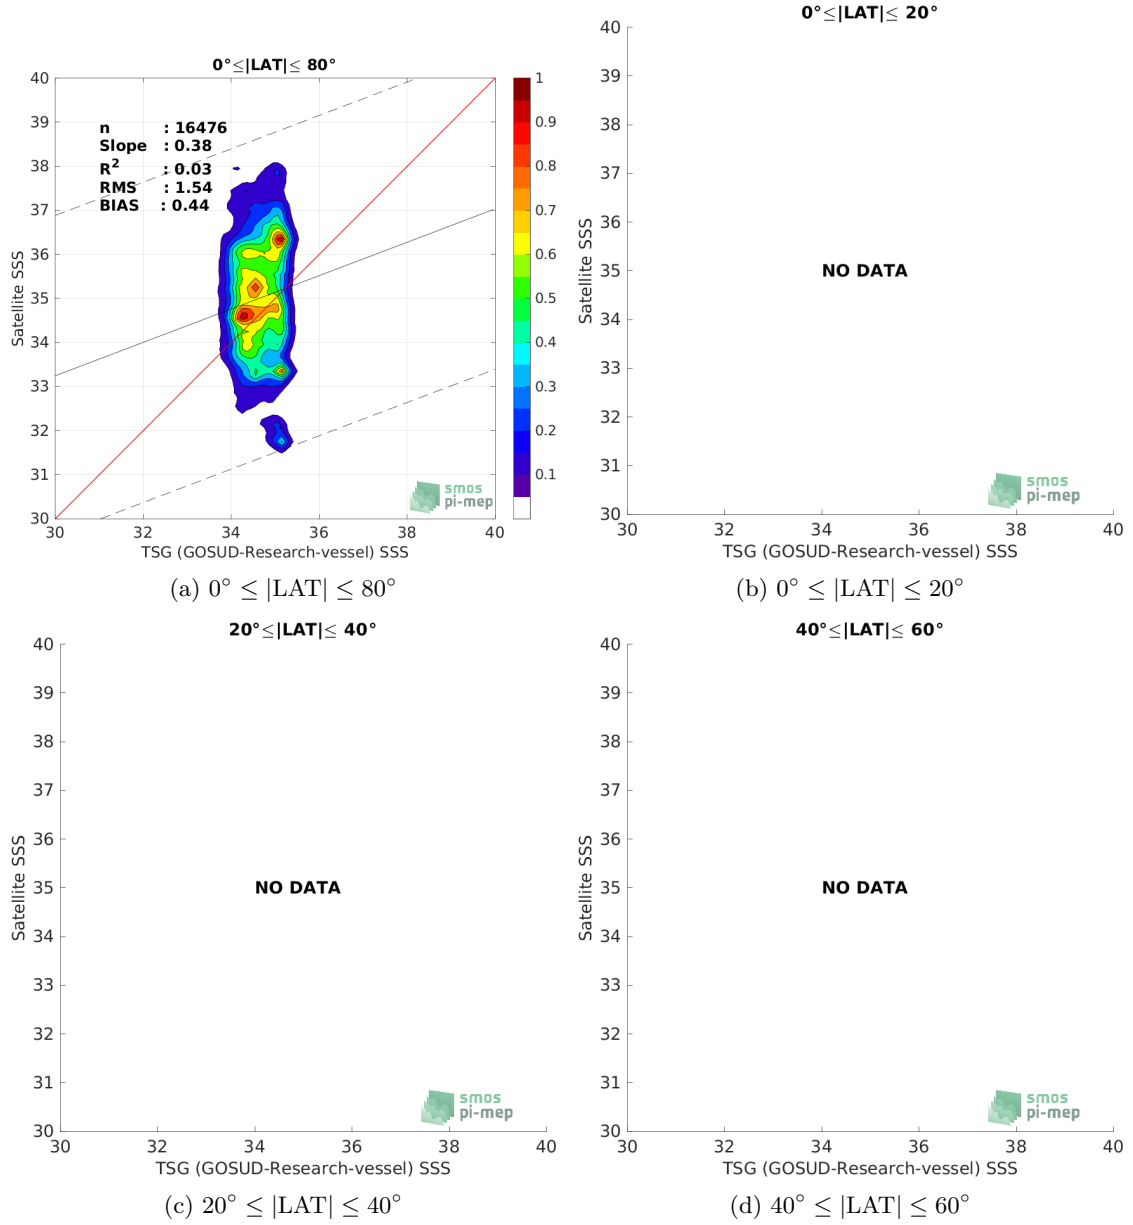 0°≤|LAT|≤ 80°
40
39
38
37
36
35
34
33
32
31
30
30
32
34
36
38
40
Satellite SSS
TSG (GOSUD-Research-vessel) SSS
n : 16476
Slope : 0.38
R² : 0.03
RMS : 1.54
BIAS : 0.44
1
0.9
0.8
0.7
0.6
0.5
0.4
0.3
0.2
0.1
smos
pi-mep
(a) 0° ≤ |LAT| ≤ 80°
0°≤|LAT|≤ 20°
40
39
38
37
36
35
34
33
32
31
30
30
32
34
36
38
40
Satellite SSS
NO DATA
smos
pi-mep
TSG (GOSUD-Research-vessel) SSS
(b) 0° ≤ |LAT| ≤ 20°
20°≤|LAT|≤ 40°
40
39
38
37
36
35
34
33
32
31
30
30
32
34
36
38
40
Satellite SSS
NO DATA
smos
pi-mep
TSG (GOSUD-Research-vessel) SSS
(c) 20° ≤ |LAT| ≤ 40°
40°≤|LAT|≤ 60°
40
39
38
37
36
35
34
33
32
31
30
30
32
34
36
38
40
Satellite SSS
NO DATA
smos
pi-mep
TSG (GOSUD-Research-vessel) SSS
(d) 40° ≤ |LAT| ≤ 60°